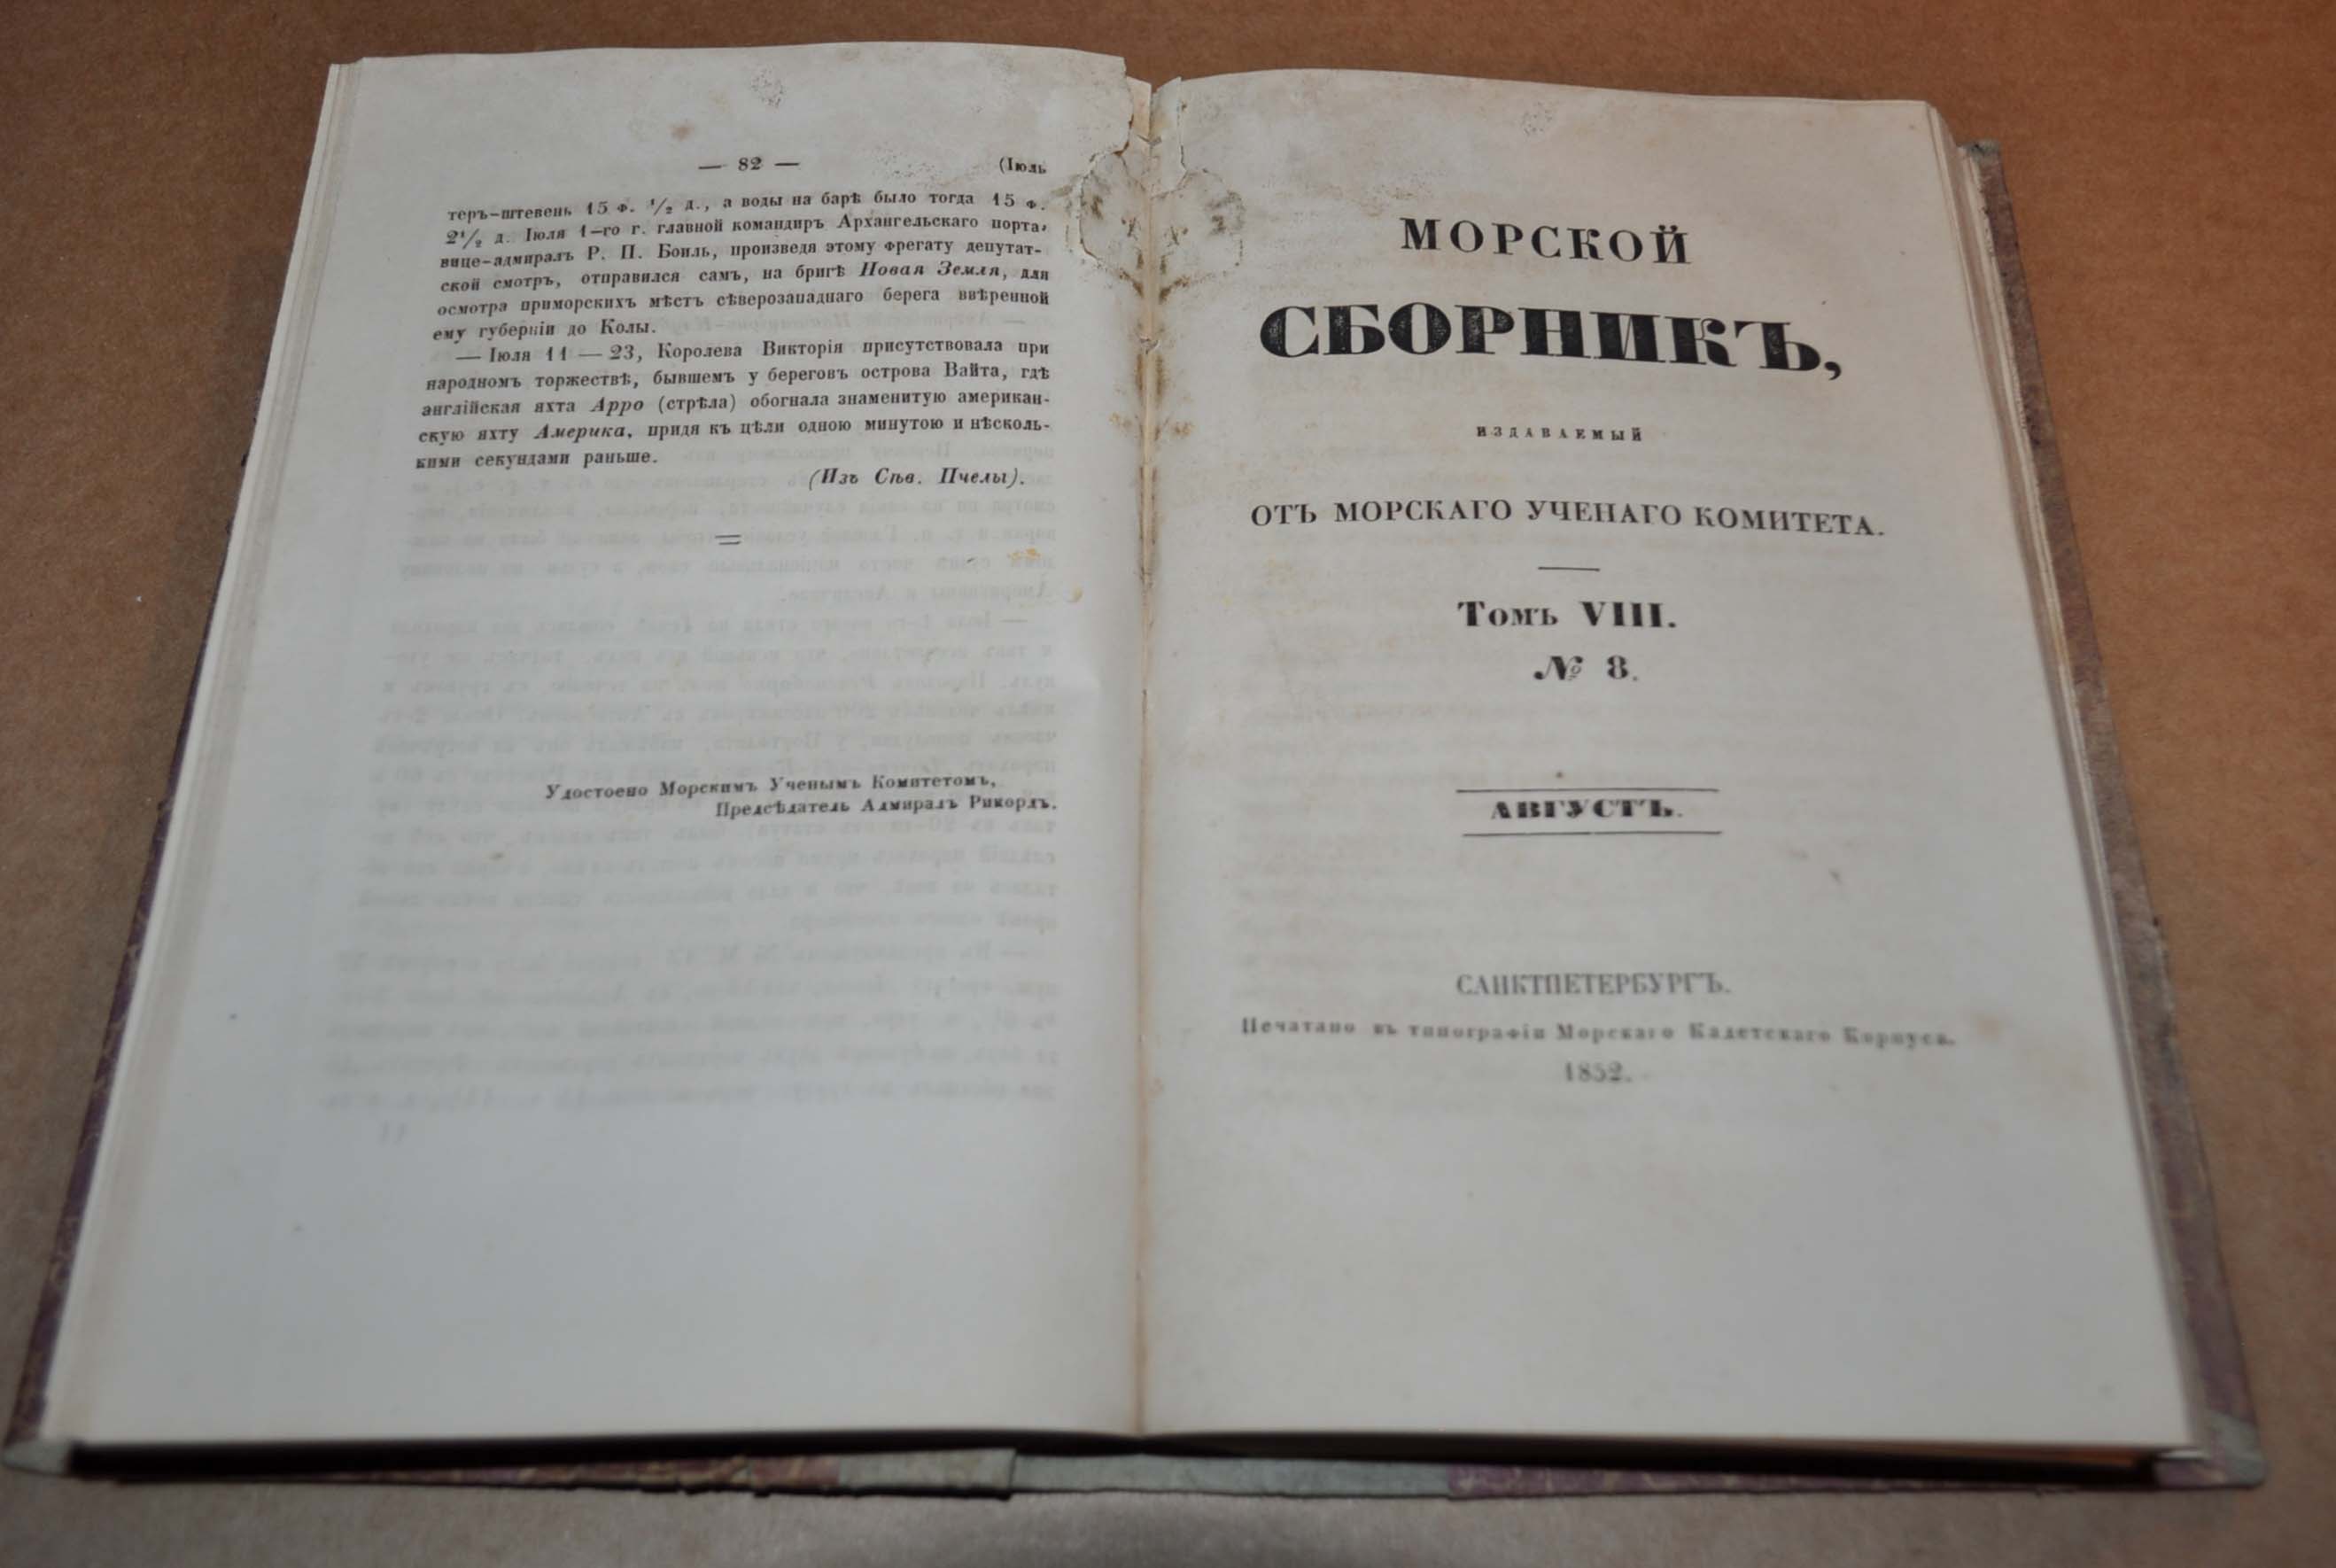 — 82 — (Іюль
теръ-штевень 15 ф. 1/2 д., а воды на барѣ было тогда 15 ф.
2 1/2 д. Іюля 1-го г. главной командиръ Архангельскаго порта,
вице-адмиралъ Р. П. Боиль, произведя этому фрегату депутат-
ской смотръ, отправился самъ, на бригѣ Новая Земля, для
осмотра приморскихъ мѣстъ сѣверозападнаго берега ввѣренной
ему губерніи до Колы.
— Іюля 11 — 23, Королева Викторія присутствовала при
народномъ торжествѣ, бывшемъ у береговъ острова Вайта, гдѣ
англійская яхта Арро (стрѣла) обогнала знаменитую американ-
скую яхту Америка, придя къ цѣли одною минутою и нѣсколь-
кими секундами раньше.
(Изъ Сѣв. Пчелы).
Удостоено Морскимъ Ученымъ Комитетомъ,
Предсѣдатель Адмиралъ Рикордъ.
МОРСКОЙ
СБОРНИКЪ,
ИЗДАВАЕМЫЙ
ОТЪ МОРСКАГО УЧЕНАГО КОМИТЕТА.
Томъ VIII.
№ 8.
АВГУСТЪ.
САНКТПЕТЕРБУРГЪ.
Печатано въ типографіи Морскаго Кадетскаго Корпуса.
1852.